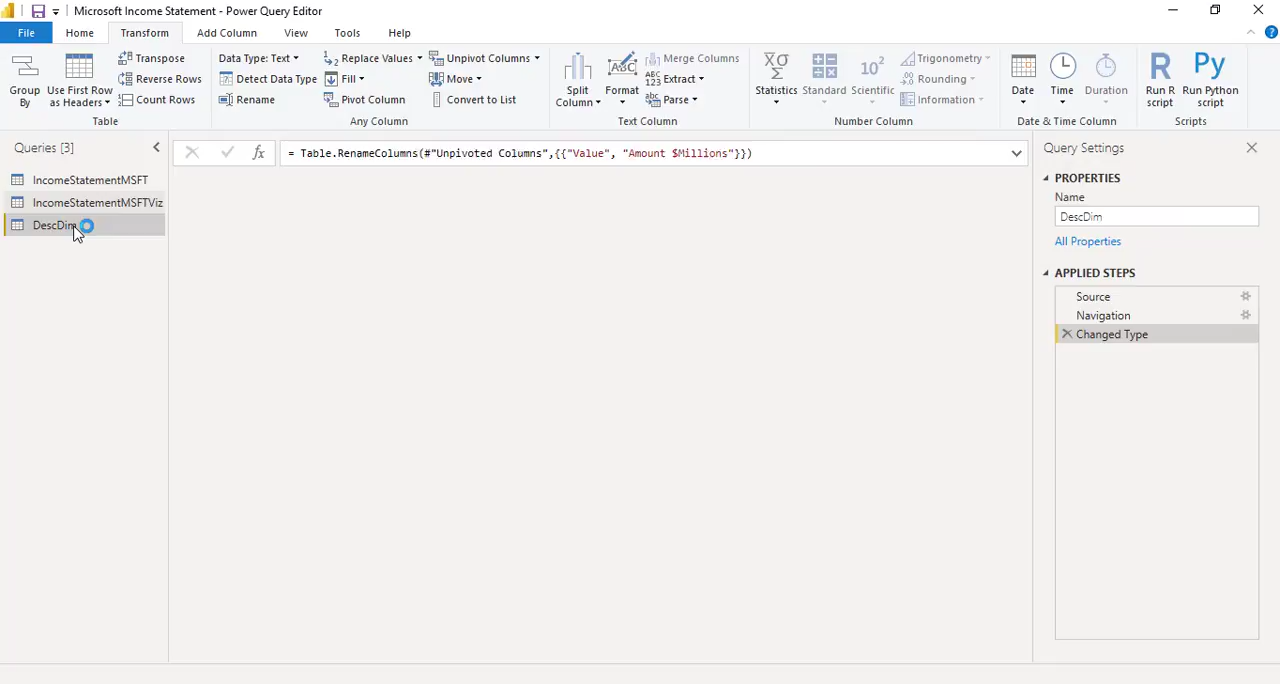 Microsoft Income Statement - Power Query Editor
File Home Transform Add Column View Tools Help
Transpose Data Type: Text Replace Values Unpivot Columns Merge Columns Trigonometry
Reverse Rows Detect Data Type Fill Move Extract Rounding
Group By Use First Row as Headers Count Rows Rename Pivot Column Convert to List Split Column Format Parse Statistics Standard Scientific Information Date Time Duration Run R script Run Python script
Table Any Column Text Column Number Column Date & Time Column Scripts
Queries [3]
fx = Table.RenameColumns(#"Unpivoted Columns",{{"Value", "Amount $Millions"}})
IncomeStatementMSFT
IncomeStatementMSFTViz
DescDim
Query Settings
PROPERTIES
Name
DescDim
All Properties
APPLIED STEPS
Source
Navigation
Changed Type